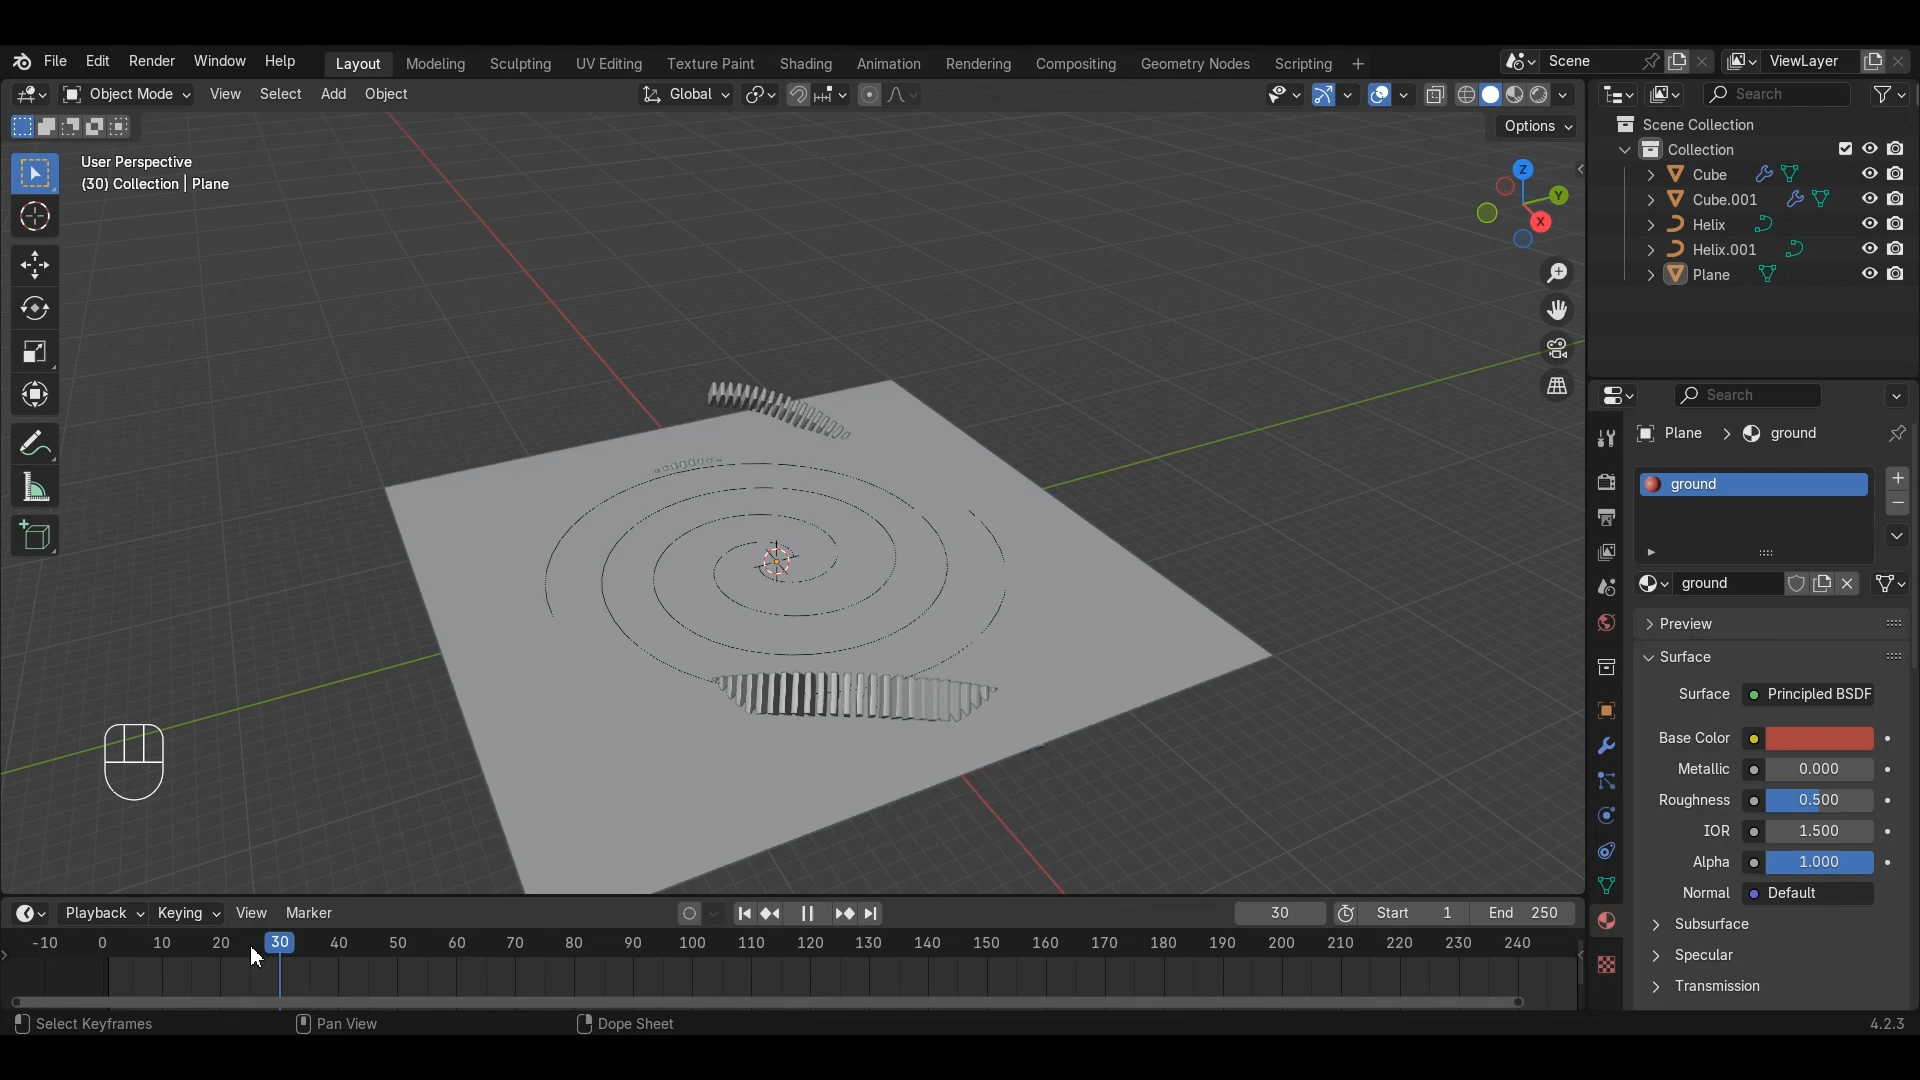 File Edit Render Window Help Layout Modeling Sculpting UV Editing Texture Paint Shading Animation Rendering Compositing Geometry Nodes Scripting + Scene ViewLayer
Object Mode View Select Add Object Global Search
Options
User Perspective
(30) Collection | Plane
Z
Y
X
Scene Collection
Collection
Cube
Cube.001
Helix
Helix.001
Plane
Search
Plane > ground
ground
ground
Preview
Surface
Surface Principled BSDF
Base Color
Metallic 0.000
Roughness 0.500
IOR 1.500
Alpha 1.000
Normal Default
Subsurface
Specular
Transmission
Playback Keying View Marker 30 Start 1 End 250
-10 0 10 20 30 40 50 60 70 80 90 100 110 120 130 140 150 160 170 180 190 200 210 220 230 240
Select Keyframes Pan View Dope Sheet 4.2.3